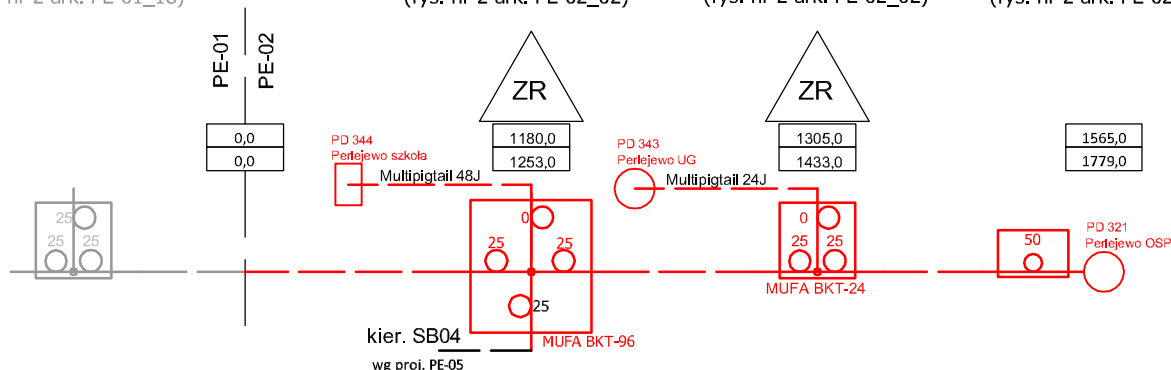 (rys. nr 2 ark. PE-02_02)
(rys. nr 2 ark. PE-02_02)
PE-01
PE-02
ZR
ZR
0,0
0,0
1180,0
1253,0
1305,0
1433,0
1565,0
1779,0
PD 344
Perlejewo szkoła
Multipigtail 48J
PD 343
Perlejewo UG
Multipigtail 24J
25
25
25
0
25
25
25
0
25
25
50
PD 321
Perlejewo OSP
MUFA BKT-24
MUFA BKT-96
kier. SB04
wg proj. PE-05